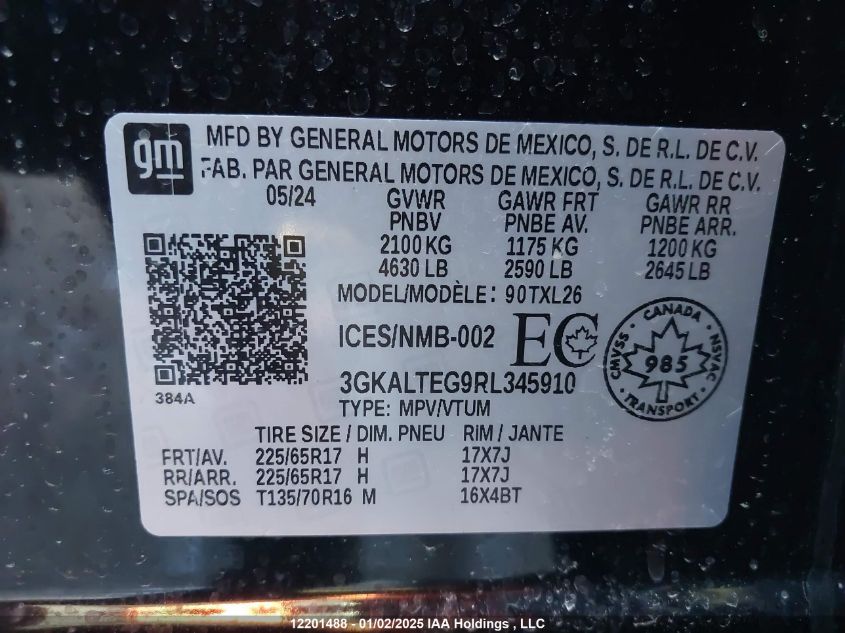 gm
MFD BY GENERAL MOTORS DE MEXICO, S. DE R.L. DE C.V.
FAB. PAR GENERAL MOTORS DE MEXICO, S. DE R.L. DE C.V.
05/24 GVWR GAWR FRT GAWR RR
PNBV PNBE AV. PNBE ARR.
2100 KG 1175 KG 1200 KG
4630 LB 2590 LB 2645 LB
MODEL/MODÈLE: 90TXL26
ICES/NMB-002 EC
CANADA
CMVSS 985 NSVAC
TRANSPORT
3GKALTEG9RL345910
384A
TYPE: MPV/VTUM
TIRE SIZE / DIM. PNEU RIM / JANTE
FRT/AV. 225/65R17 H 17X7J
RR/ARR. 225/65R17 H 17X7J
SPA/SOS T135/70R16 M 16X4BT
12201488 - 01/02/2025 IAA Holdings , LLC